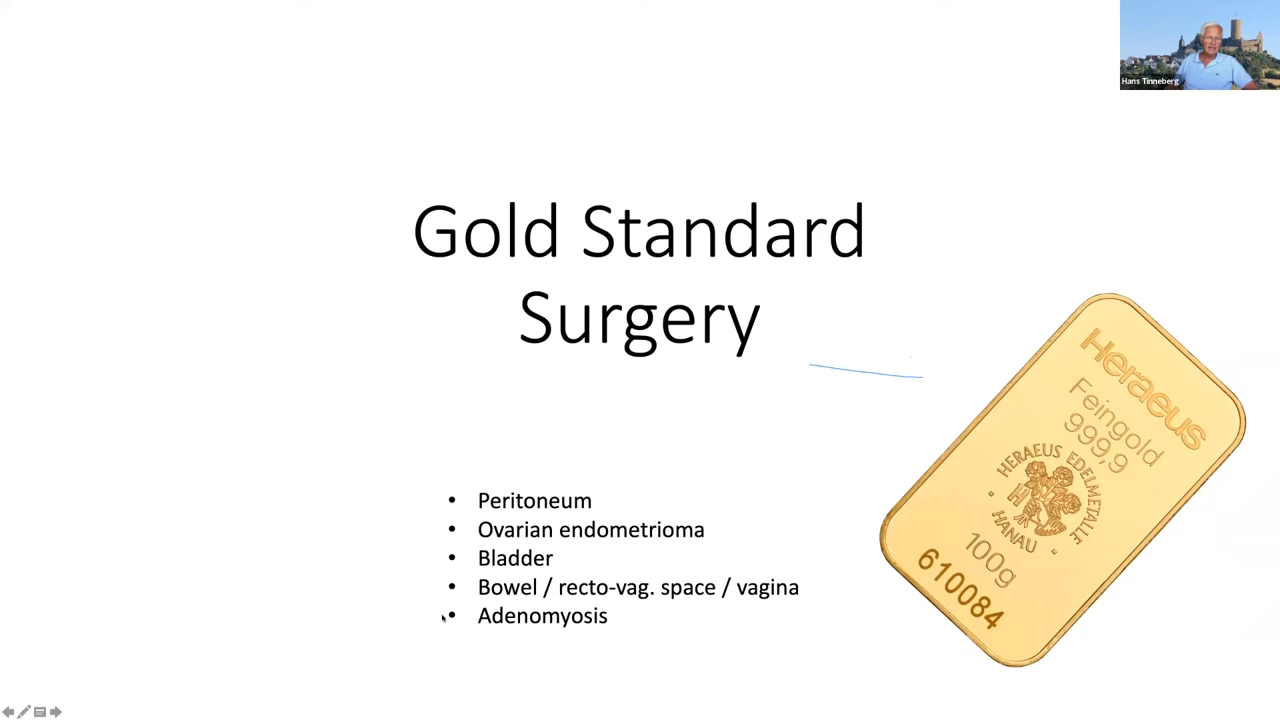 Hans Tinneberg
Gold Standard
Surgery
• Peritoneum
• Ovarian endometrioma
• Bladder
• Bowel / recto-vag. space / vagina
• Adenomyosis
Heraeus
Feingold
999,9
HERAEUS EDELMETALLE
H
HANAU
100g
610084